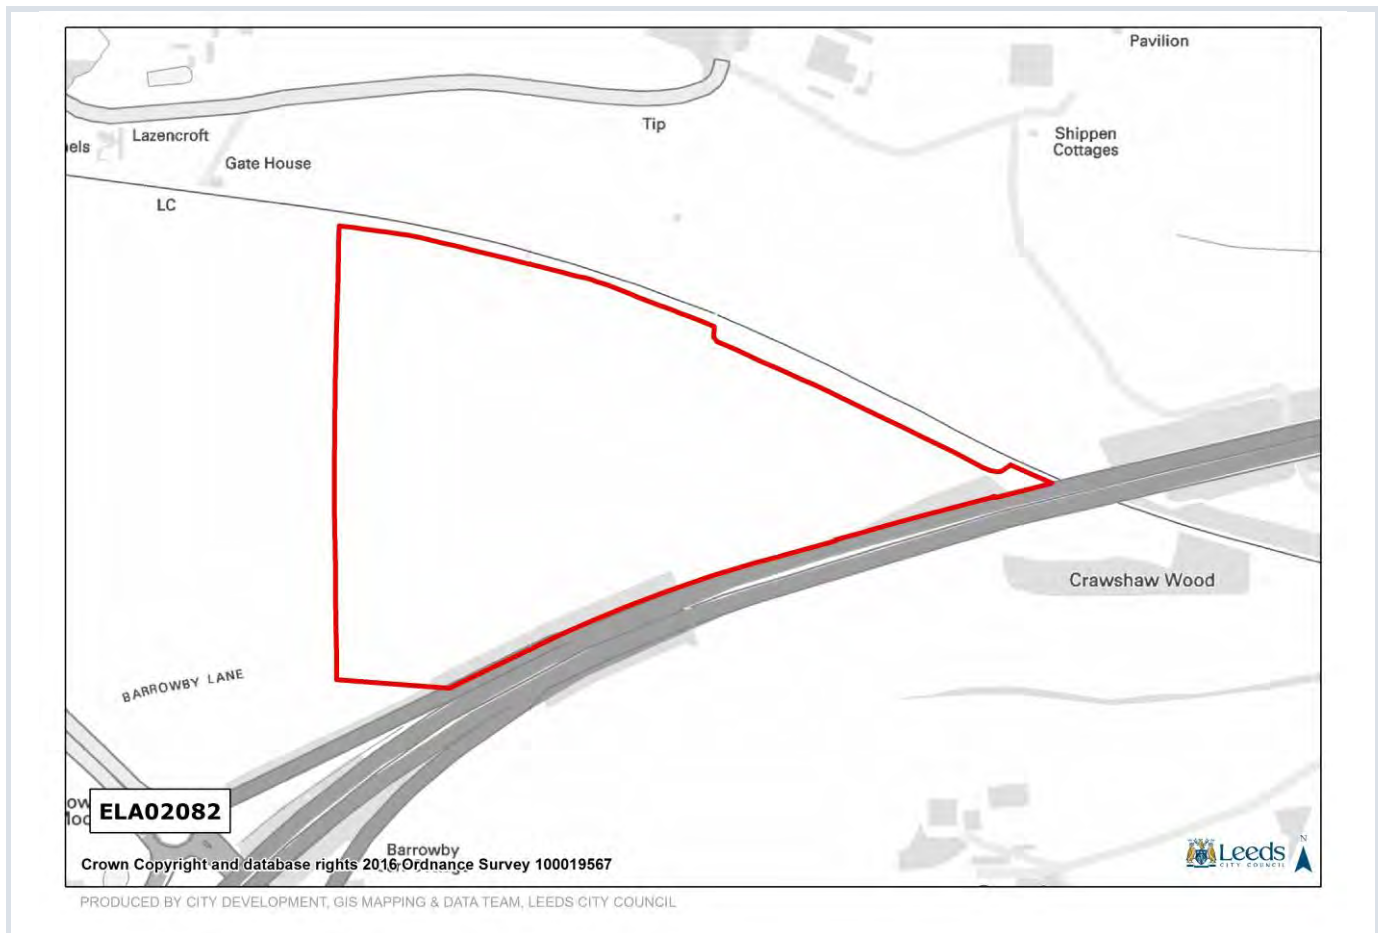 Pavilion
Tip
Lazencroft
Shippen
Cottages
Gate House
LC
Crawshaw Wood
BARROWBY LANE
ELA02082
Barrowby
Crown Copyright and database rights 2016 Ordnance Survey 100019567
Leeds
CITY COUNCIL
N
PRODUCED BY CITY DEVELOPMENT, GIS MAPPING & DATA TEAM, LEEDS CITY COUNCIL